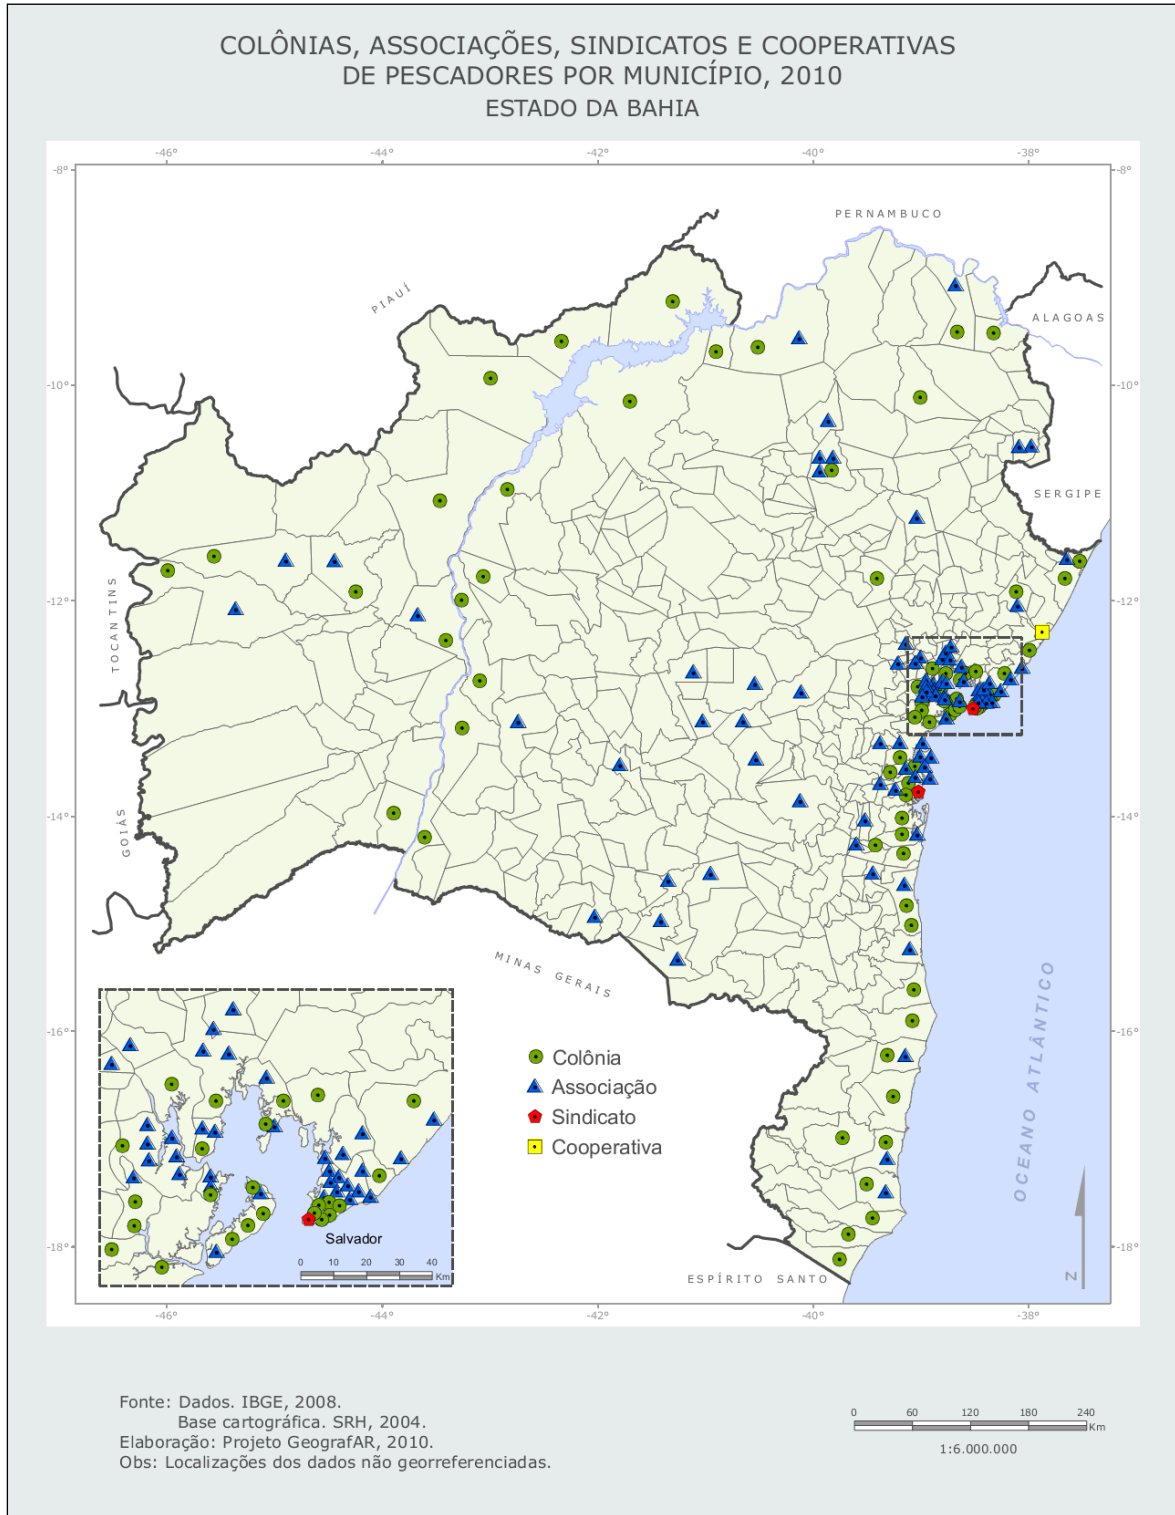 COLÔNIAS, ASSOCIAÇÕES, SINDICATOS E COOPERATIVAS
DE PESCADORES POR MUNICÍPIO, 2010
ESTADO DA BAHIA
-46° -44° -42° -40° -38°
-8° -8°
PERNAMBUCO
PIAUÍ
ALAGOAS
-10° -10°
SERGIPE
TOCANTINS
-12° -12°
GOIÁS
-14° -14°
MINAS GERAIS
OCEANO ATLÂNTICO
-16° -16°
Colônia
Associação
Sindicato
Cooperativa
Salvador
0 10 20 30 40
Km
-18° -18°
ESPÍRITO SANTO
N
-46° -44° -42° -40° -38°
Fonte: Dados. IBGE, 2008.
Base cartográfica. SRH, 2004.
Elaboração: Projeto GeografAR, 2010.
Obs: Localizações dos dados não georreferenciadas.
0 60 120 180 240
Km
1:6.000.000